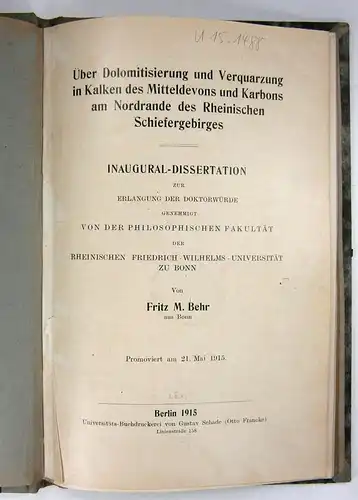 U 15.1488
Über Dolomitisierung und Verquarzung
in Kalken des Mitteldevons und Karbons
am Nordrande des Rheinischen
Schiefergebirges
INAUGURAL-DISSERTATION
ZUR
ERLANGUNG DER DOKTORWÜRDE
GENEHMIGT
VON DER PHILOSOPHISCHEN FAKULTÄT
DER
RHEINISCHEN FRIEDRICH-WILHELMS-UNIVERSITÄT
ZU BONN
Von
Fritz M. Behr
aus Bonn
Promoviert am 21. Mai 1915.
Berlin 1915
Universitäts-Buchdruckerei von Gustav Schade (Otto Francke)
Linienstraße 158